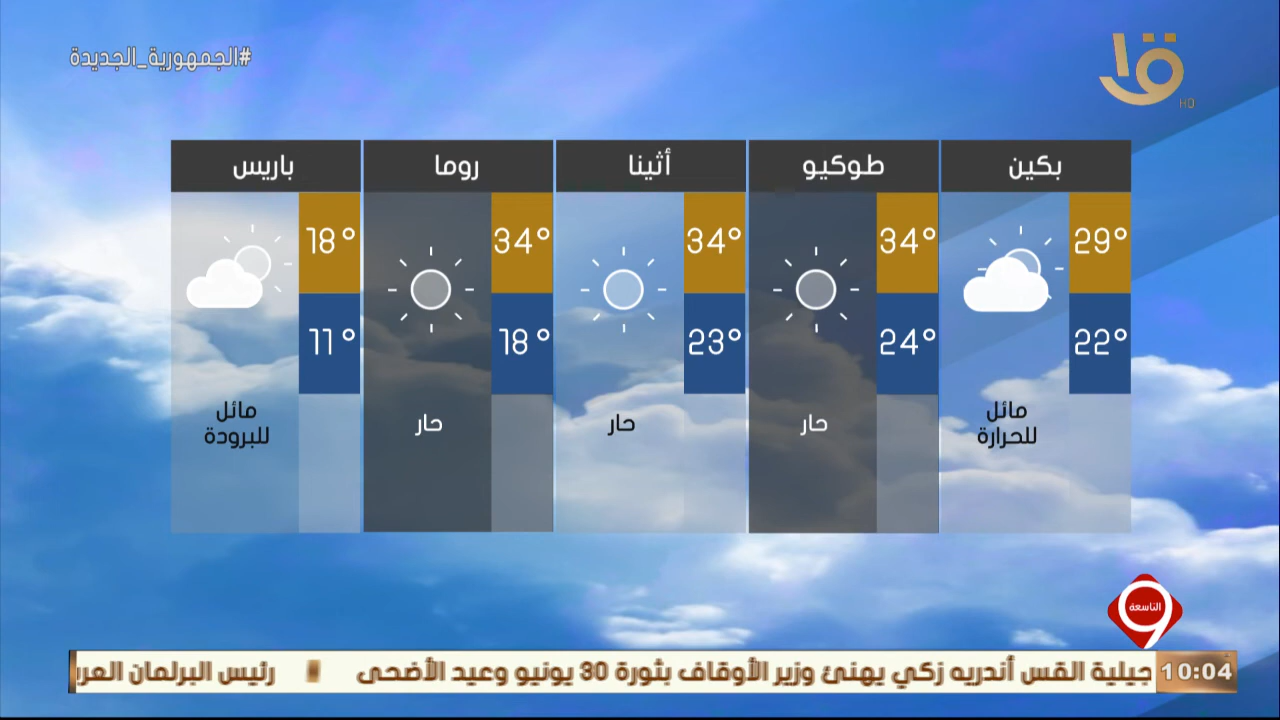 #الجمهورية_الجديدة
HD
بكين
29°
22°
مائل
للحرارة
طوكيو
34°
24°
حار
أثينا
34°
23°
حار
روما
34°
18°
حار
باريس
18°
11°
مائل
للبرودة
التاسعة
9
10:04
جيلية القس أندريه زكي يهنئ وزير الأوقاف بثورة 30 يونيو وعيد الأضحى
رئيس البرلمان العر